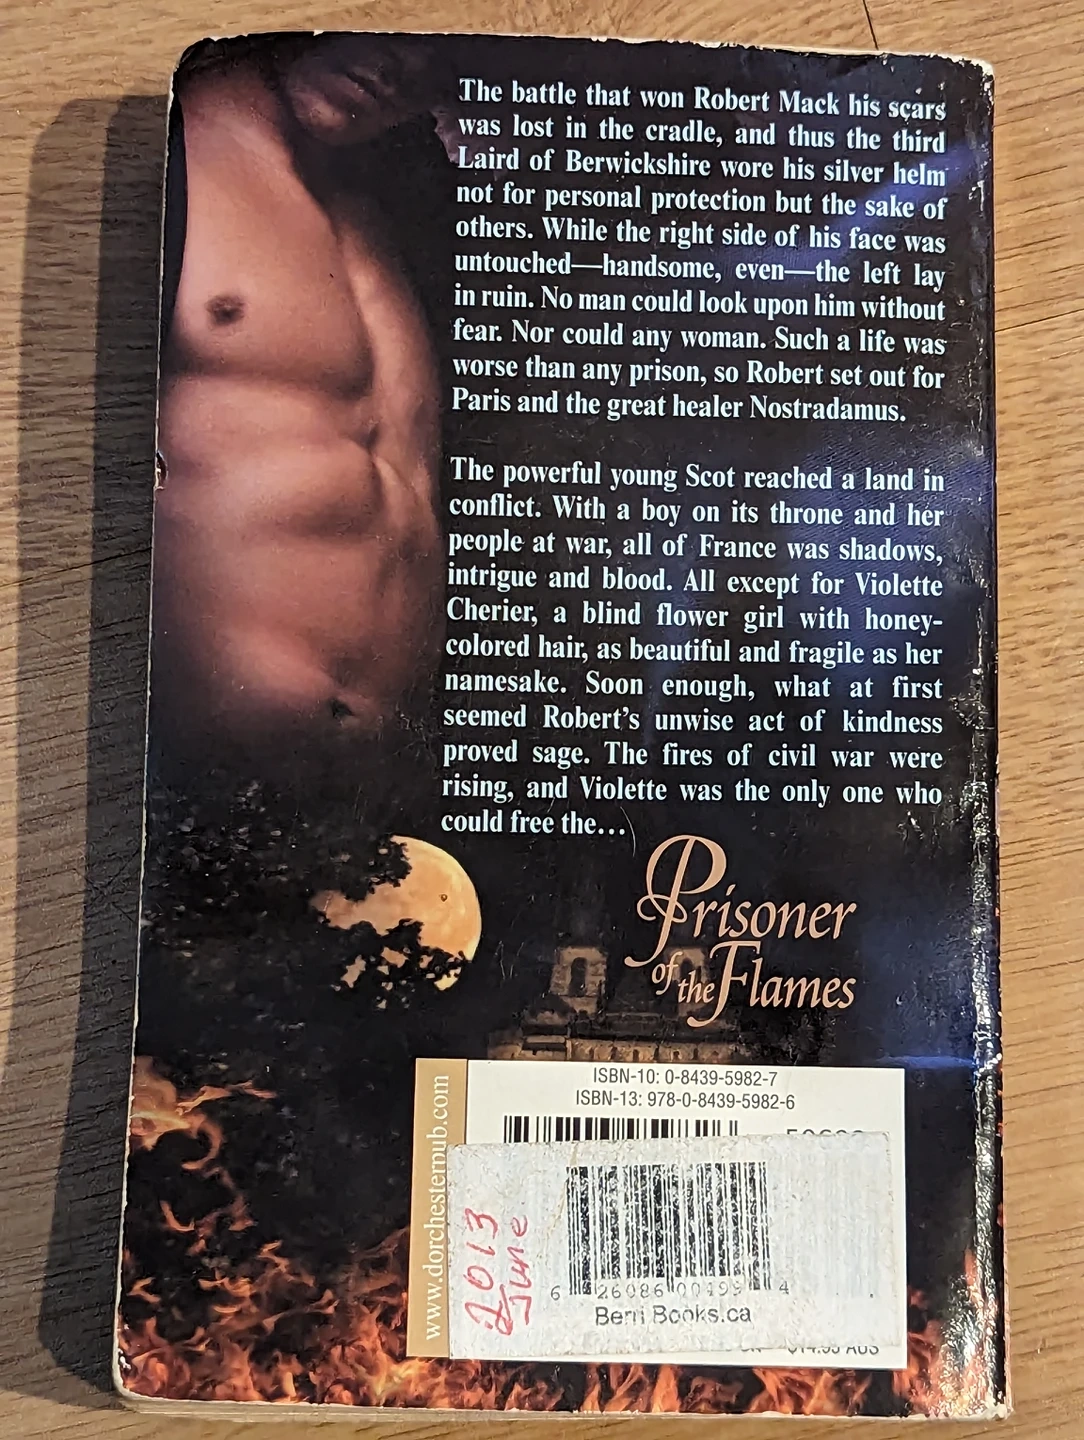 The battle that won Robert Mack his scars
was lost in the cradle, and thus the third
Laird of Berwickshire wore his silver helm
not for personal protection but the sake of
others. While the right side of his face was
untouched—handsome, even—the left lay
in ruin. No man could look upon him without
fear. Nor could any woman. Such a life was
worse than any prison, so Robert set out for
Paris and the great healer Nostradamus.
The powerful young Scot reached a land in
conflict. With a boy on its throne and her
people at war, all of France was shadows,
intrigue and blood. All except for Violette
Cherier, a blind flower girl with honey-
colored hair, as beautiful and fragile as her
namesake. Soon enough, what at first
seemed Robert's unwise act of kindness
proved sage. The fires of civil war were
rising, and Violette was the only one who
could free the...
Prisoner
of the Flames
ISBN-10: 0-8439-5982-7
ISBN-13: 978-0-8439-5982-6
www.dorchesterpub.com
2013
June
6 26086 00499 4
Books.ca
AUS